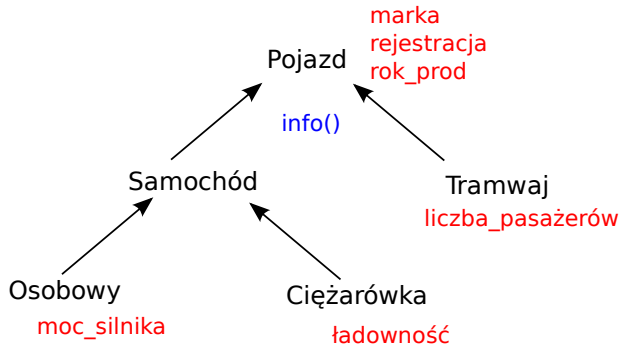 marka
rejestracja
Pojazd
rok_prod
info()
Samochód
Tramwaj
liczba_pasażerów
Osobowy
Ciężarówka
moc_silnika
ładowność